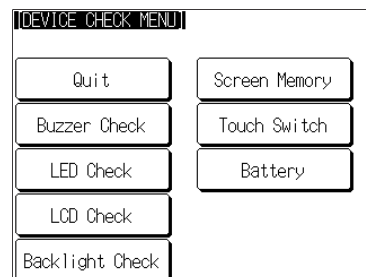 [DEVICE CHECK MENU]
Quit
Screen Memory
Buzzer Check
Touch Switch
LED Check
Battery
LCD Check
Backlight Check